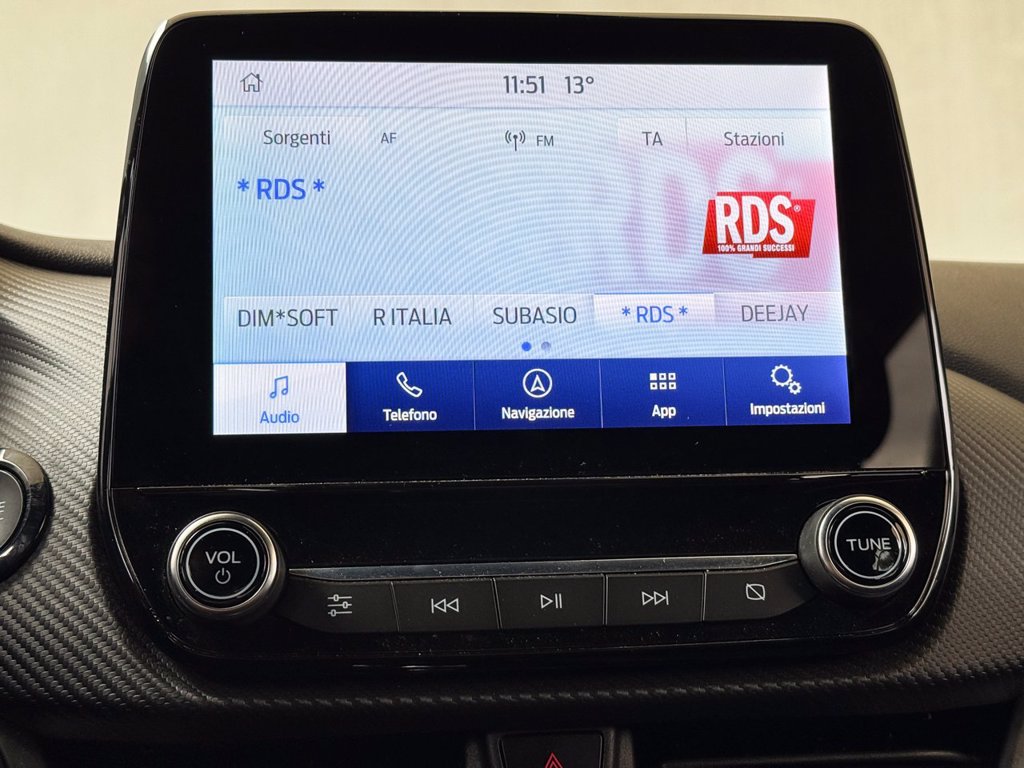 11:51 13°
Sorgenti AF FM TA Stazioni
*RDS*
RDS®
100% GRANDI SUCCESSI
DIM*SOFT R ITALIA SUBASIO *RDS* DEEJAY
Audio Telefono Navigazione App Impostazioni
VOL TUNE